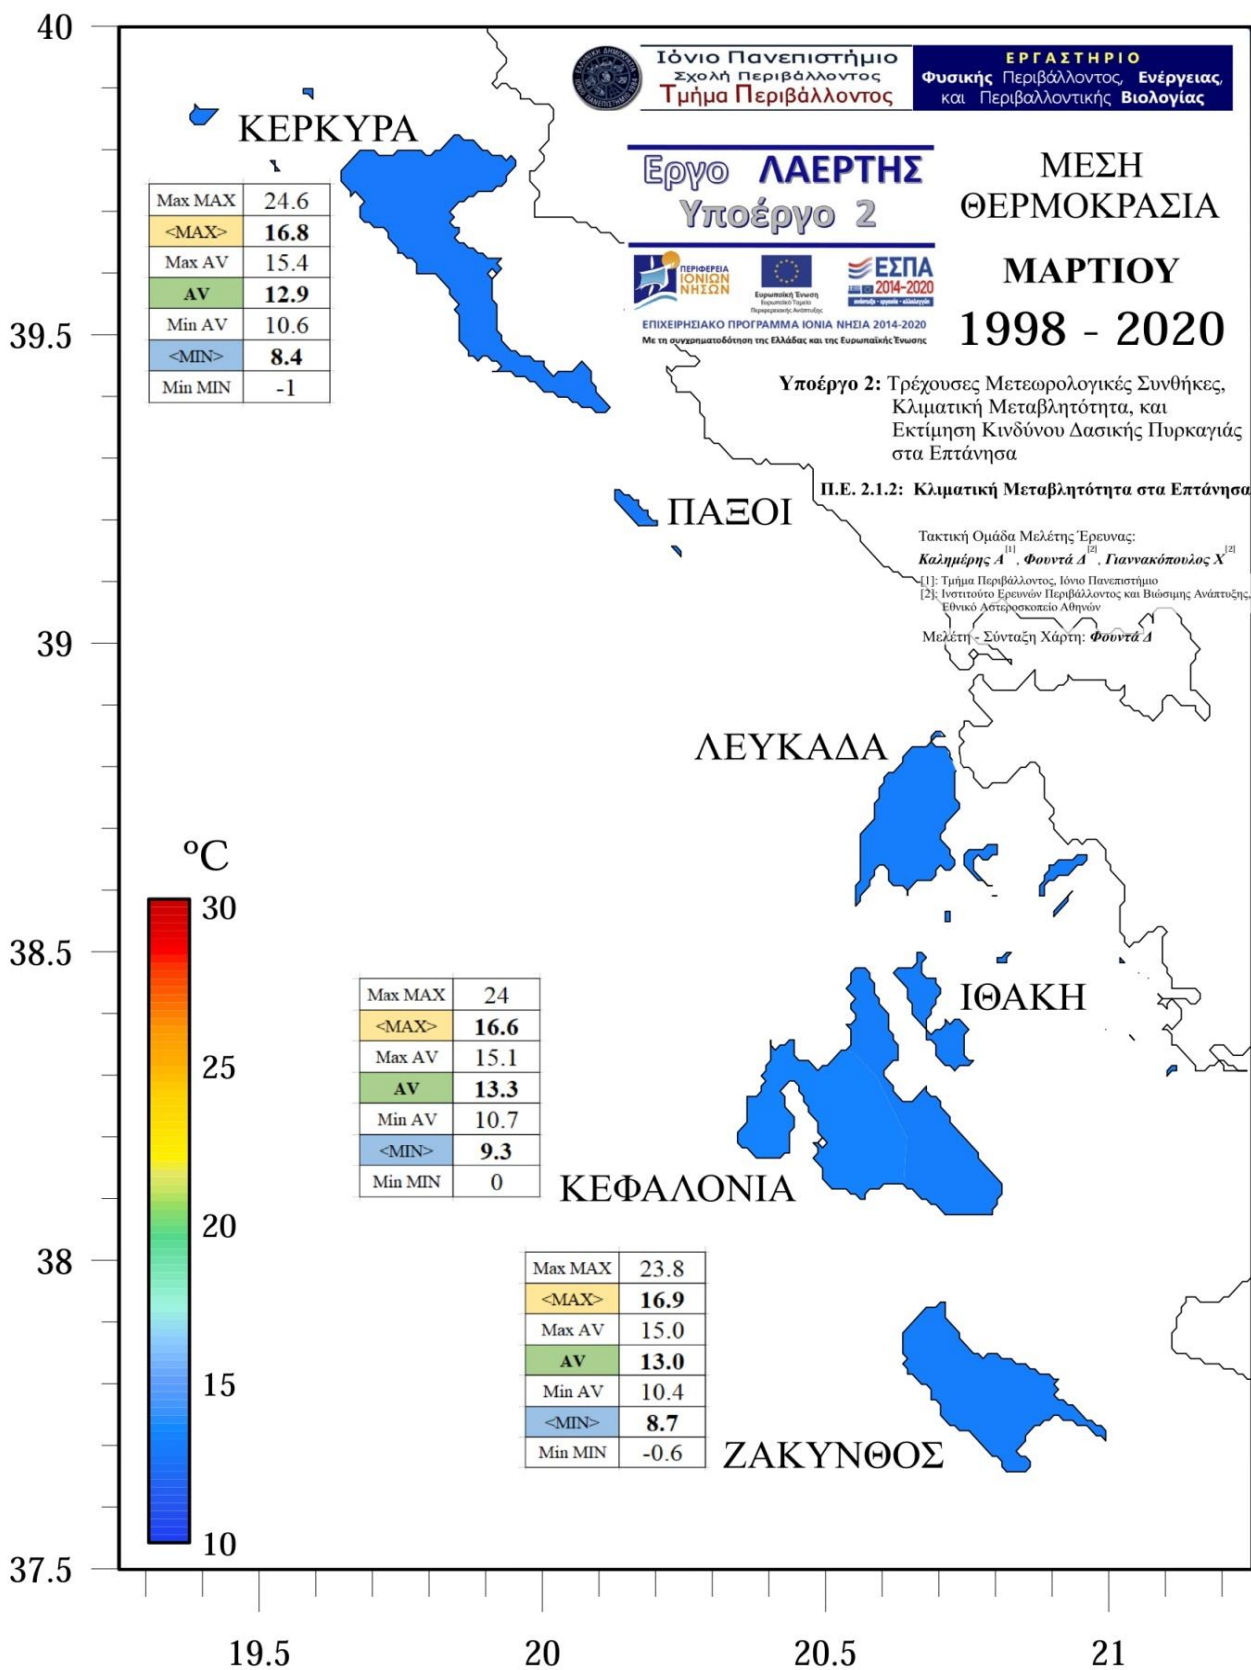 40
Ιόνιο Πανεπιστήμιο
Σχολή Περιβάλλοντος
Τμήμα Περιβάλλοντος
ΕΡΓΑΣΤΗΡΙΟ
Φυσικής Περιβάλλοντος, Ενέργειας,
και Περιβαλλοντικής Βιολογίας
ΚΕΡΚΥΡΑ
Εργο ΛΑΕΡΤΗΣ
Υποέργο 2
ΜΕΣΗ
ΘΕΡΜΟΚΡΑΣΙΑ
ΜΑΡΤΙΟΥ
1998 - 2020
Max MAX 24.6
<MAX> 16.8
Max AV 15.4
AV 12.9
Min AV 10.6
<MIN> 8.4
Min MIN -1
ΠΕΡΙΦΕΡΕΙΑ
ΙΟΝΙΩΝ
ΝΗΣΩΝ
Ευρωπαϊκή Ένωση
Ευρωπαϊκό Ταμείο
Περιφερειακής Ανάπτυξης
ΕΣΠΑ
2014-2020
ανάπτυξη - εργασία - αλληλεγγύη
ΕΠΙΧΕΙΡΗΣΙΑΚΟ ΠΡΟΓΡΑΜΜΑ ΙΟΝΙΑ ΝΗΣΙΑ 2014-2020
Με τη συγχρηματοδότηση της Ελλάδας και της Ευρωπαϊκής Ένωσης
39.5
Υποέργο 2: Τρέχουσες Μετεωρολογικές Συνθήκες,
Κλιματική Μεταβλητότητα, και
Εκτίμηση Κινδύνου Δασικής Πυρκαγιάς
στα Επτάνησα
Π.Ε. 2.1.2: Κλιματική Μεταβλητότητα στα Επτάνησα
ΠΑΞΟΙ
Τακτική Ομάδα Μελέτης Έρευνας:
Καλημέρης Α[1], Φουντά Δ[2], Γιαννακόπουλος Χ[2]
[1]: Τμήμα Περιβάλλοντος, Ιόνιο Πανεπιστήμιο
[2]: Ινστιτούτο Ερευνών Περιβάλλοντος και Βιώσιμης Ανάπτυξης,
Εθνικό Αστεροσκοπείο Αθηνών
Μελέτη - Σύνταξη Χάρτη: Φουντά Δ
39
ΛΕΥΚΑΔΑ
°C
30
25
20
15
10
38.5
ΙΘΑΚΗ
Max MAX 24
<MAX> 16.6
Max AV 15.1
AV 13.3
Min AV 10.7
<MIN> 9.3
Min MIN 0
ΚΕΦΑΛΟΝΙΑ
38
Max MAX 23.8
<MAX> 16.9
Max AV 15.0
AV 13.0
Min AV 10.4
<MIN> 8.7
Min MIN -0.6
ΖΑΚΥΝΘΟΣ
37.5
19.5 20 20.5 21